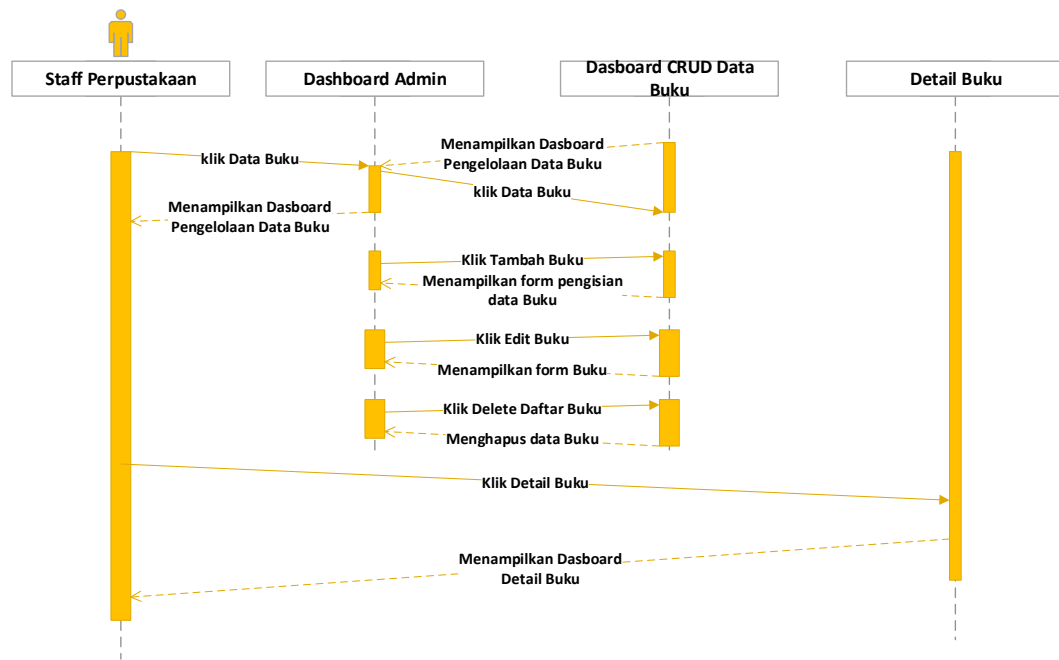 Staff Perpustakaan
Dashboard Admin
Dasboard CRUD Data
Buku
Detail Buku
klik Data Buku
Menampilkan Dasboard
Pengelolaan Data Buku
klik Data Buku
Menampilkan Dasboard
Pengelolaan Data Buku
Klik Tambah Buku
Menampilkan form pengisian
data Buku
Klik Edit Buku
Menampilkan form Buku
Klik Delete Daftar Buku
Menghapus data Buku
Klik Detail Buku
Menampilkan Dasboard
Detail Buku